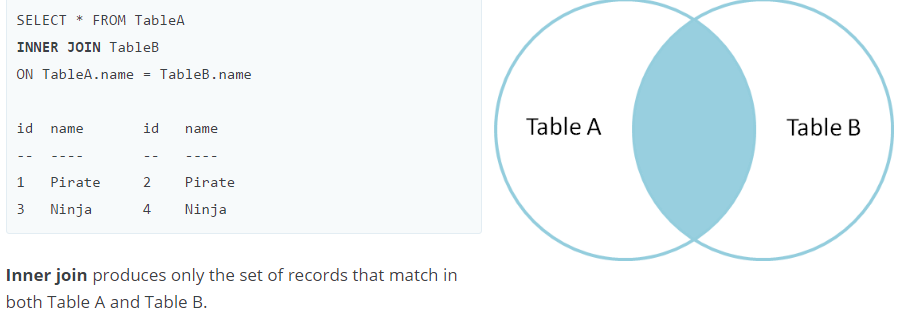 SELECT * FROM TableA
INNER JOIN TableB
ON TableA.name = TableB.name
id name id name
-- ---- -- ----
1 Pirate 2 Pirate
3 Ninja 4 Ninja
Inner join produces only the set of records that match in
both Table A and Table B.
Table A
Table B